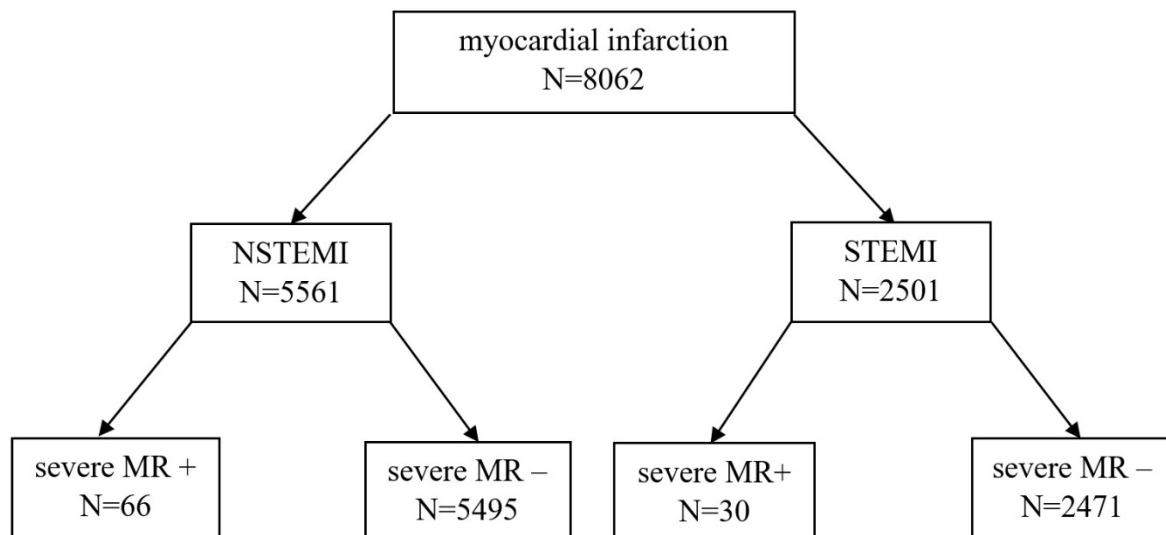 myocardial infarction
N=8062
NSTEMI
N=5561
STEMI
N=2501
severe MR +
N=66
severe MR –
N=5495
severe MR+
N=30
severe MR –
N=2471